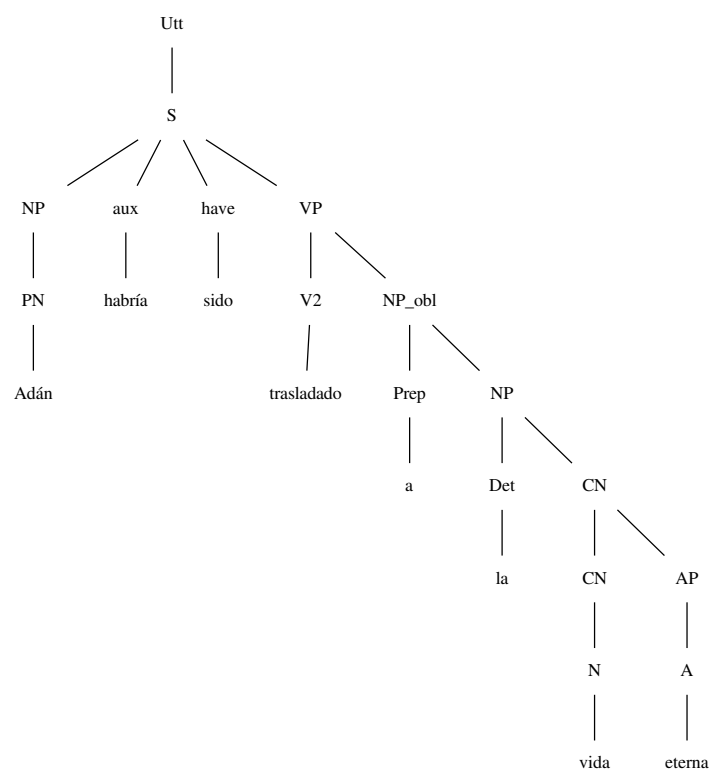 Utt
S
NP aux have VP
PN habría sido V2 NP_obl
Adán trasladado Prep NP
a Det CN
la CN AP
N A
vida eterna